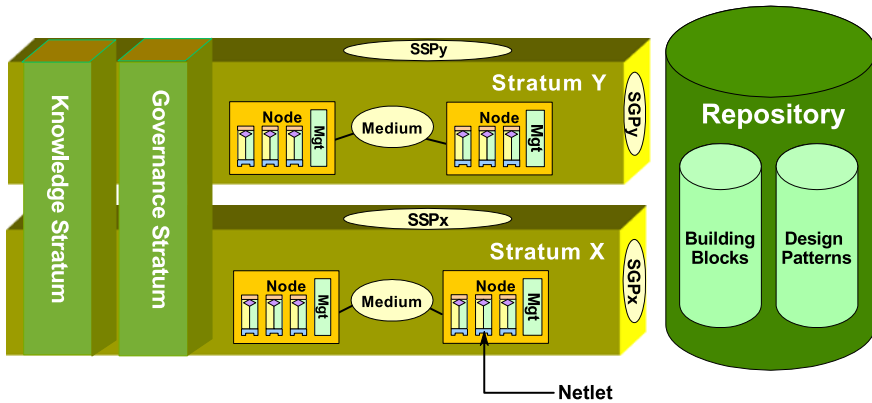 SSPy
Stratum Y
SGPy
Node
Mgt
Medium
Node
Mgt
Knowledge Stratum
Governance Stratum
SSPx
Stratum X
SGPx
Node
Mgt
Medium
Node
Mgt
Netlet
Repository
Building
Blocks
Design
Patterns